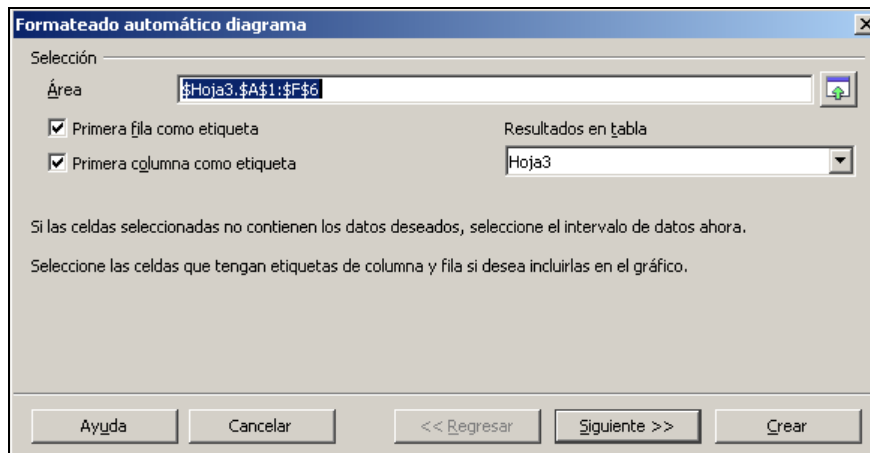 Formateado automático diagrama
Selección
Área $Hoja3.$A$1:$F$6
Primera fila como etiqueta Resultados en tabla
Primera columna como etiqueta Hoja3
Si las celdas seleccionadas no contienen los datos deseados, seleccione el intervalo de datos ahora.
Seleccione las celdas que tengan etiquetas de columna y fila si desea incluirlas en el gráfico.
Ayuda Cancelar << Regresar Siguiente >> Crear